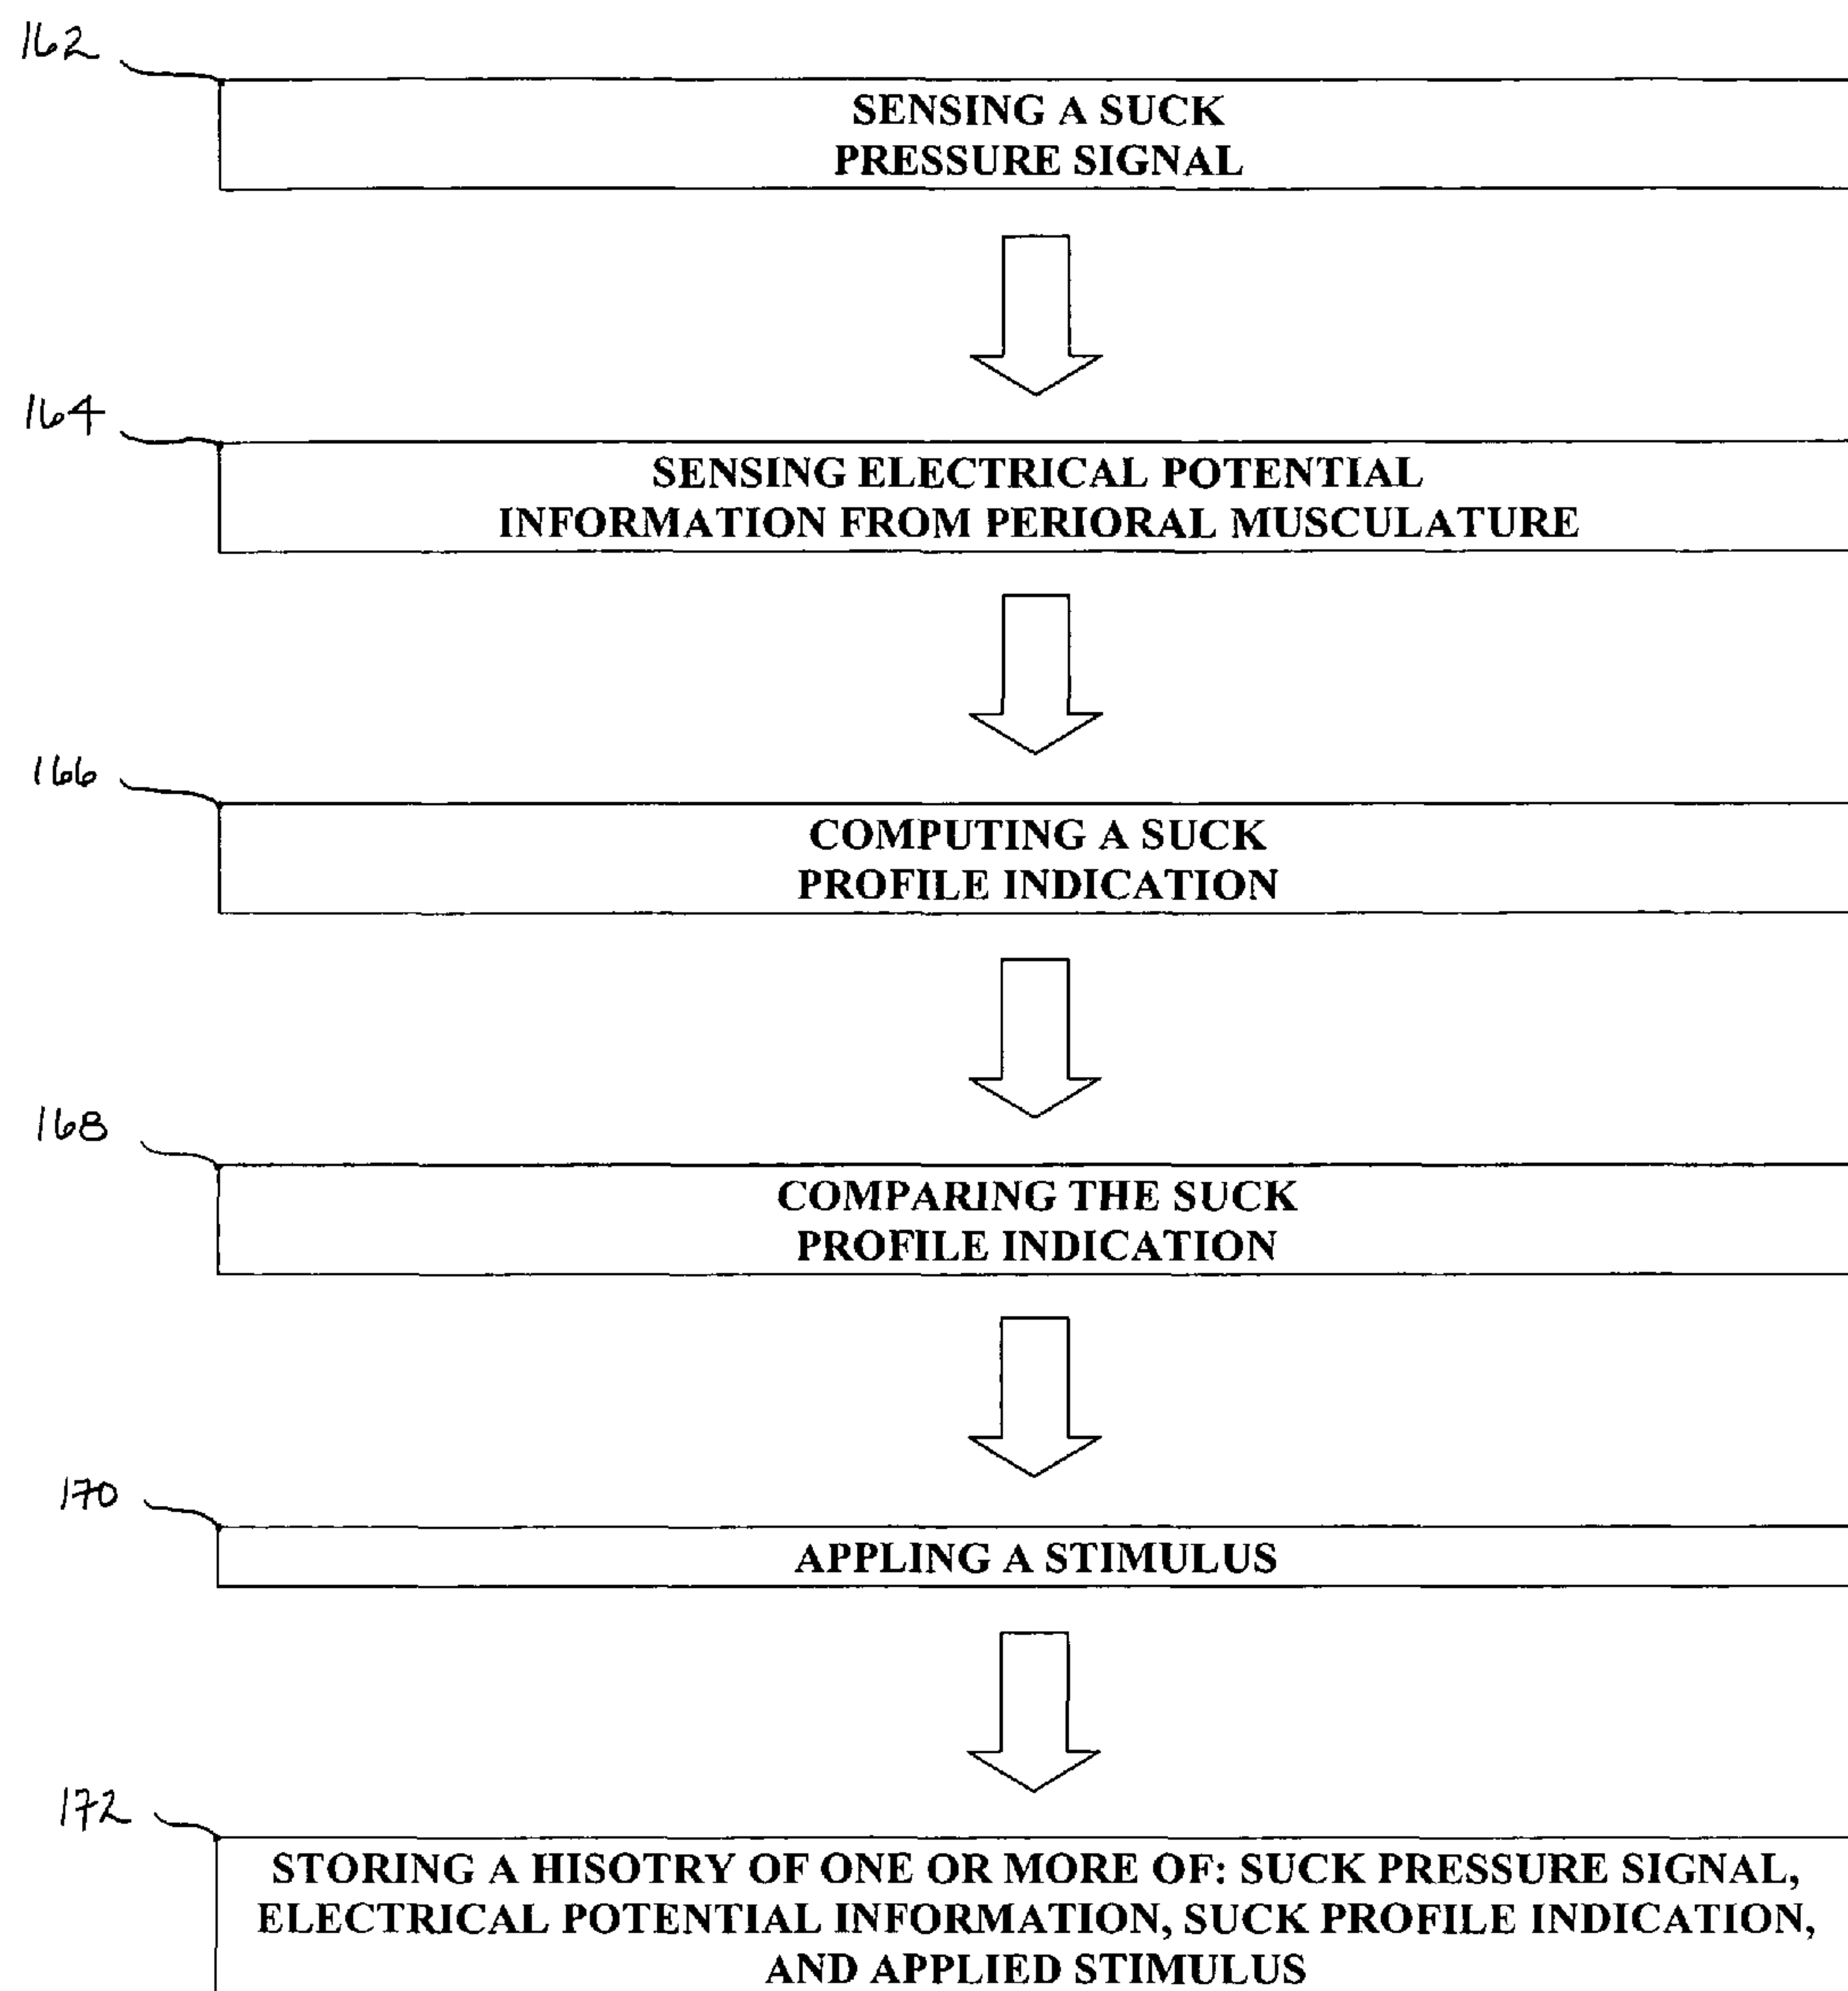 162
SENSING A SUCK
PRESSURE SIGNAL
164
SENSING ELECTRICAL POTENTIAL
INFORMATION FROM PERIORAL MUSCULATURE
166
COMPUTING A SUCK
PROFILE INDICATION
168
COMPARING THE SUCK
PROFILE INDICATION
170
APPLING A STIMULUS
172
STORING A HISOTRY OF ONE OR MORE OF: SUCK PRESSURE SIGNAL,
ELECTRICAL POTENTIAL INFORMATION, SUCK PROFILE INDICATION,
AND APPLIED STIMULUS